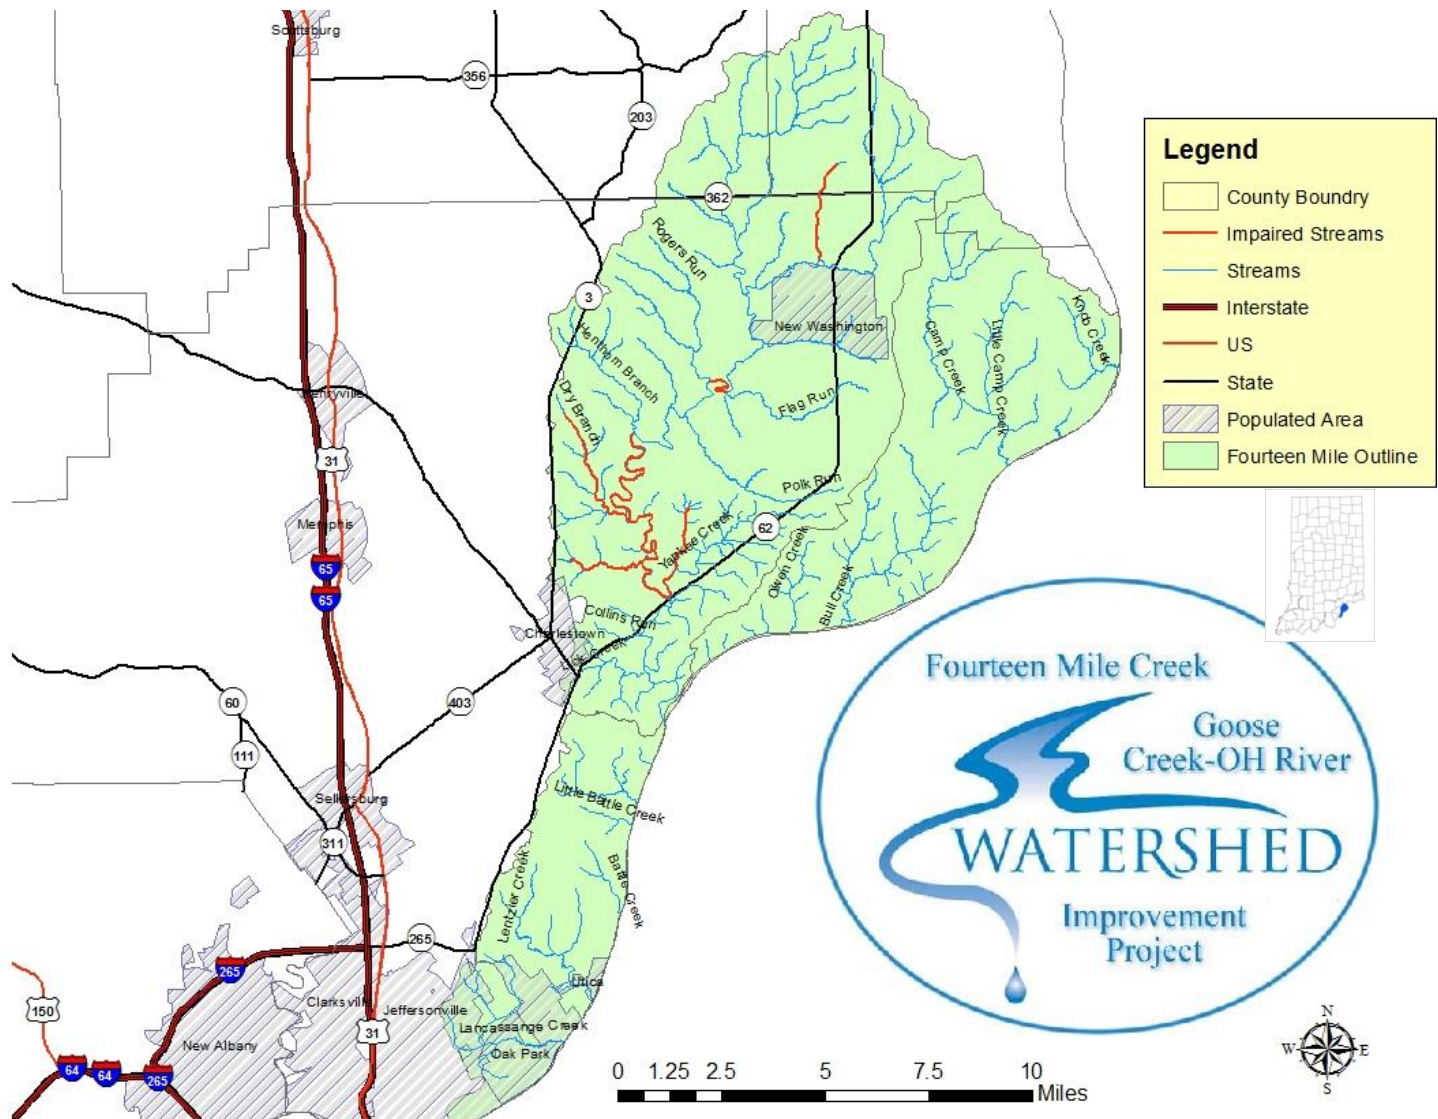 Scottsburg
356
203
362
Rogers Run
3
New Washington
Henthorn Branch
Camp Creek
Little Camp Creek
Knob Creek
Dry Branch
Flag Run
Henryville
31
Polk Run
Memphis
Yankee Creek
62
Owen Creek
Bull Creek
65
65
Collins Run
Charlestown
Lick Creek
60
403
111
Sellersburg
Little Battle Creek
311
Battle Creek
Lentzier Creek
265
265
150
Clarksville
Jeffersonville
Utica
31
Lancassange Creek
New Albany
Oak Park
64
64
265
Legend
County Boundry
Impaired Streams
Streams
Interstate
US
State
Populated Area
Fourteen Mile Outline
Fourteen Mile Creek
Goose
Creek-OH River
WATERSHED
Improvement
Project
N
W E
S
0 1.25 2.5 5 7.5 10
Miles